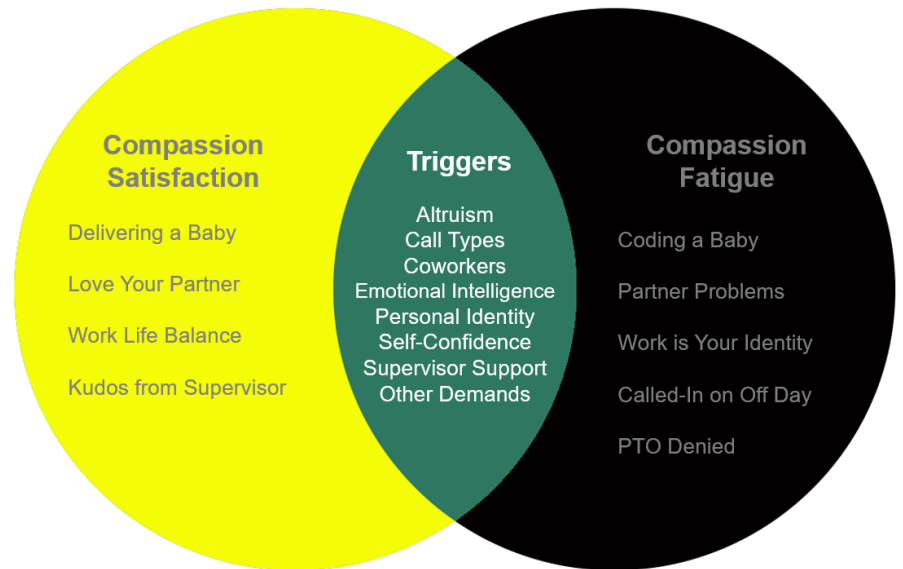 Compassion
Satisfaction
Delivering a Baby
Love Your Partner
Work Life Balance
Kudos from Supervisor
Triggers
Altruism
Call Types
Coworkers
Emotional Intelligence
Personal Identity
Self-Confidence
Supervisor Support
Other Demands
Compassion
Fatigue
Coding a Baby
Partner Problems
Work is Your Identity
Called-In on Off Day
PTO Denied